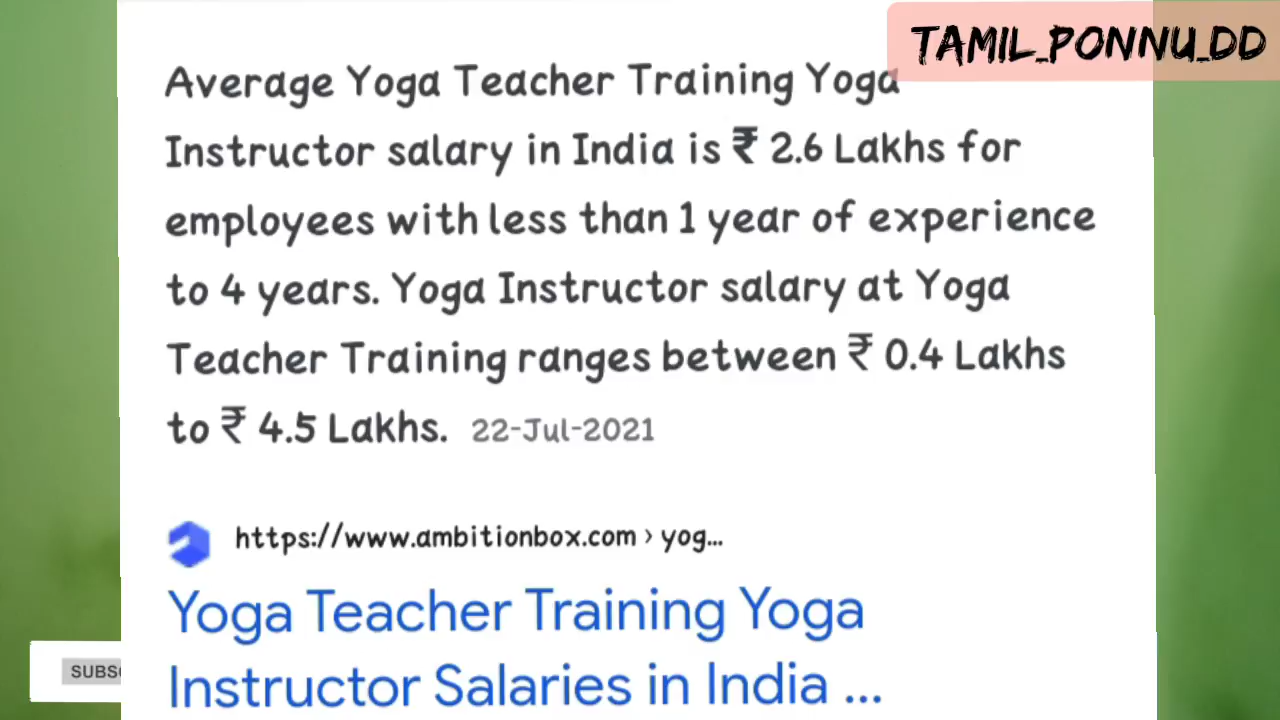 TAMIL_PONNU_DD
Average Yoga Teacher Training Yoga
Instructor salary in India is ₹ 2.6 Lakhs for
employees with less than 1 year of experience
to 4 years. Yoga Instructor salary at Yoga
Teacher Training ranges between ₹ 0.4 Lakhs
to ₹ 4.5 Lakhs. 22-Jul-2021
https://www.ambitionbox.com › yog...
Yoga Teacher Training Yoga
SUBSC
Instructor Salaries in India ...